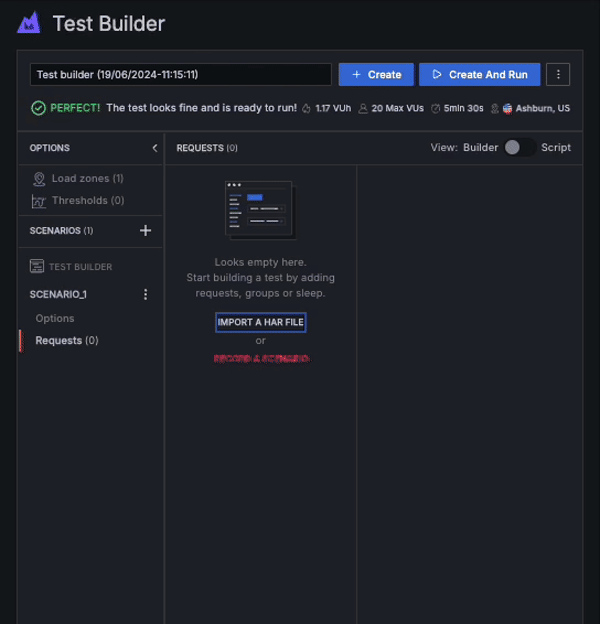 Test Builder
Test builder (19/06/2024-11:15:11)
+ Create
Create And Run
PERFECT! The test looks fine and is ready to run! 1.17 VUh 20 Max VUs 5min 30s Ashburn, US
OPTIONS
REQUESTS (0)
View: Builder Script
Load zones (1)
Thresholds (0)
SCENARIOS (1) +
TEST BUILDER
SCENARIO_1
Options
Requests (0)
Looks empty here.
Start building a test by adding
requests, groups or sleep.
IMPORT A HAR FILE
or